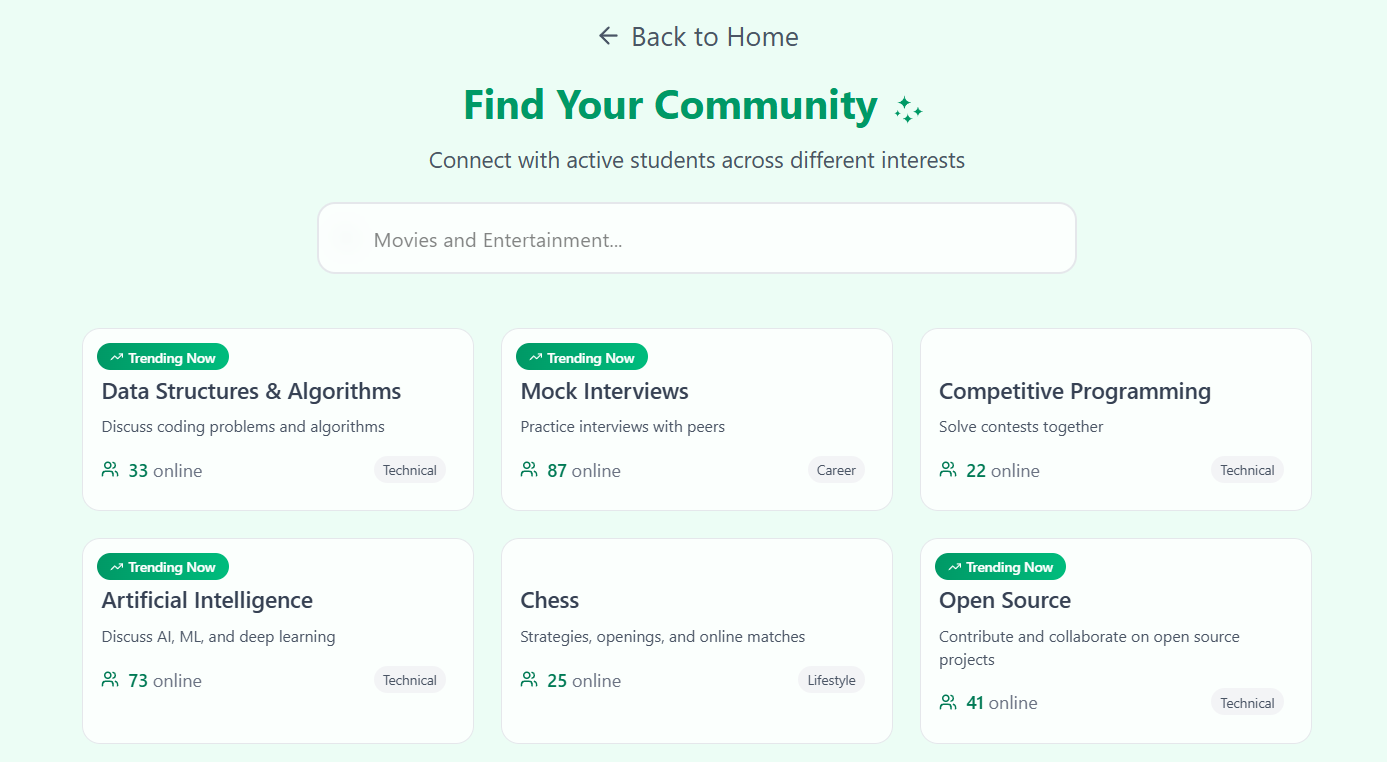 Back to Home
Find Your Community
Connect with active students across different interests
Movies and Entertainment...
Trending Now
Data Structures & Algorithms
Discuss coding problems and algorithms
33 online
Technical
Trending Now
Mock Interviews
Practice interviews with peers
87 online
Career
Competitive Programming
Solve contests together
22 online
Technical
Trending Now
Artificial Intelligence
Discuss AI, ML, and deep learning
73 online
Technical
Chess
Strategies, openings, and online matches
25 online
Lifestyle
Trending Now
Open Source
Contribute and collaborate on open source
projects
41 online
Technical